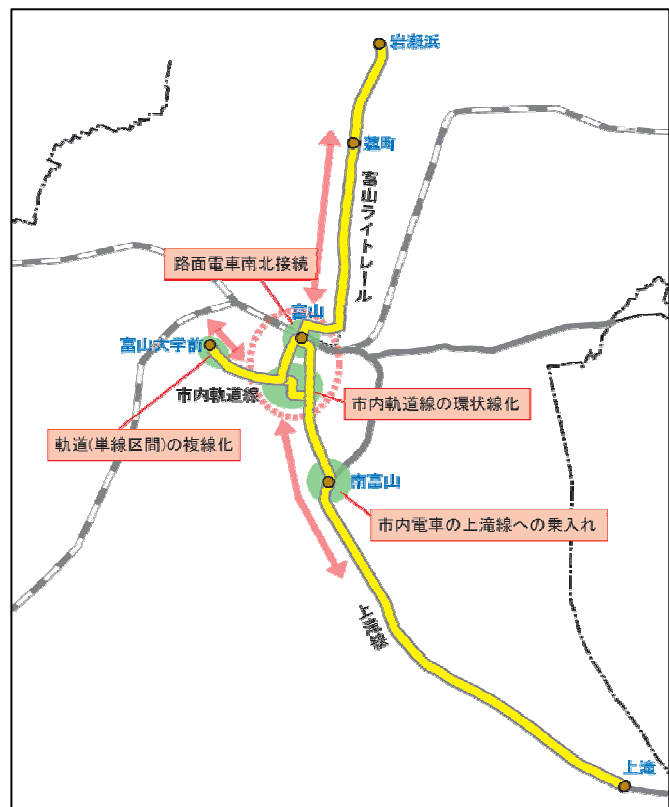 岩瀬浜
蓮町
富山ライトレール
路面電車南北接続
富山
富山大学前
市内軌道線
市内軌道線の環状線化
軌道(単線区間)の複線化
南富山
市内電車の上滝線への乗入れ
上滝線
上滝